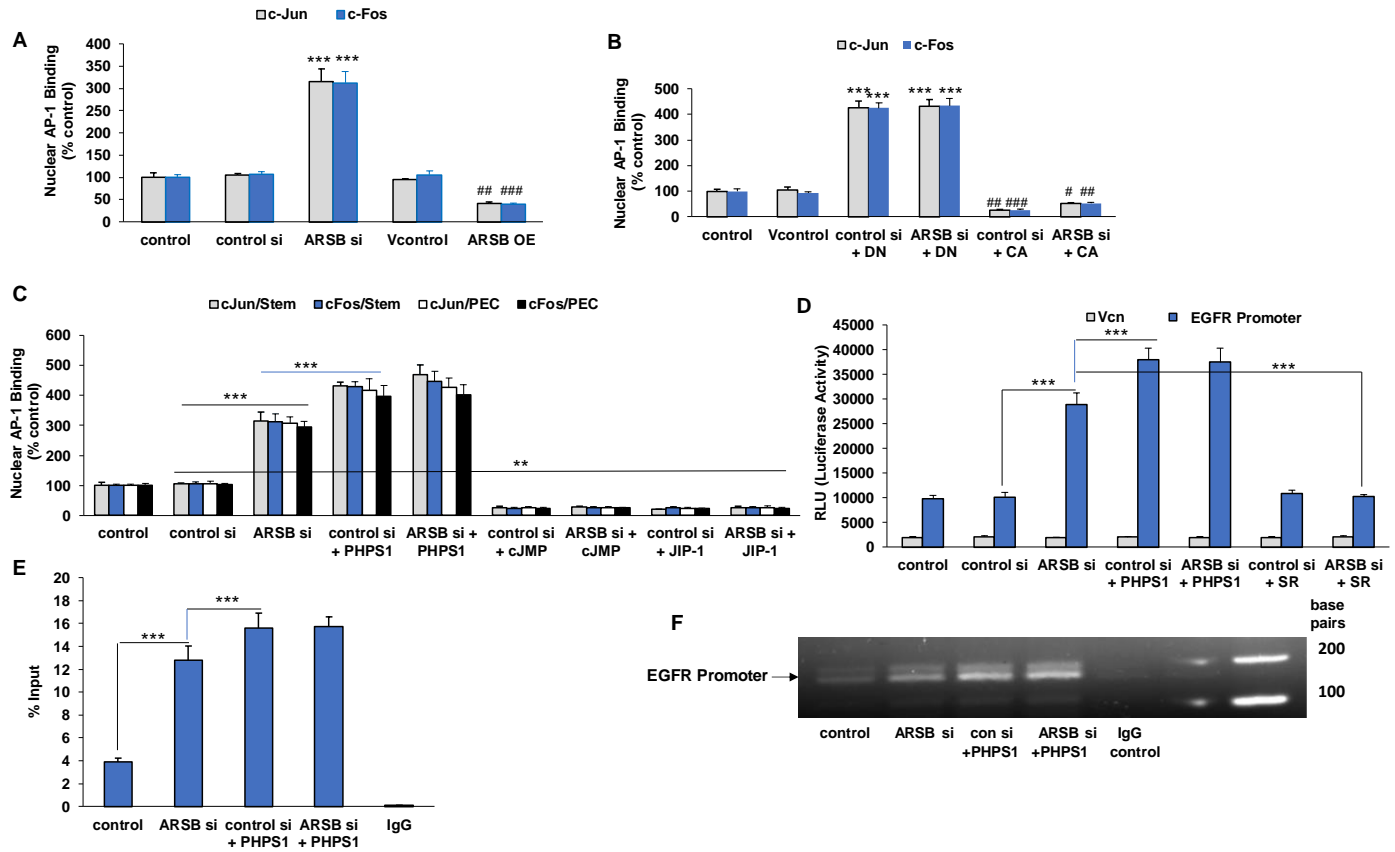 A
c-Jun c-Fos
Nuclear AP-1 Binding
(% control)
400
350
300
250
200
150
100
50
0
*** ***
## ###
control control si ARSB si Vcontrol ARSB OE
B
c-Jun c-Fos
Nuclear AP-1 Binding
(% control)
500
400
300
200
100
0
*** *** *** ***
## ### # ##
control Vcontrol control si ARSB si control si ARSB si
+ DN + DN + CA + CA
C
cJun/Stem cFos/Stem cJun/PEC cFos/PEC
Nuclear AP-1 Binding
(% control)
600
500
400
300
200
100
0
***
***
**
control control si ARSB si control si ARSB si + control si ARSB si + control si ARSB si +
+ PHPS1 PHPS1 + cJMP cJMP + JIP-1 JIP-1
D
Vcn EGFR Promoter
RLU (Luciferase Activity)
45000
40000
35000
30000
25000
20000
15000
10000
5000
0
***
***
***
control control si ARSB si control si ARSB si control si ARSB si
+ PHPS1 + PHPS1 + SR + SR
E
% Input
20
18
16
14
12
10
8
6
4
2
0
***
***
control ARSB si control si ARSB si IgG
+ PHPS1 + PHPS1
F
base
pairs
200
100
EGFR Promoter
control ARSB si con si ARSB si IgG
+PHPS1 +PHPS1 control